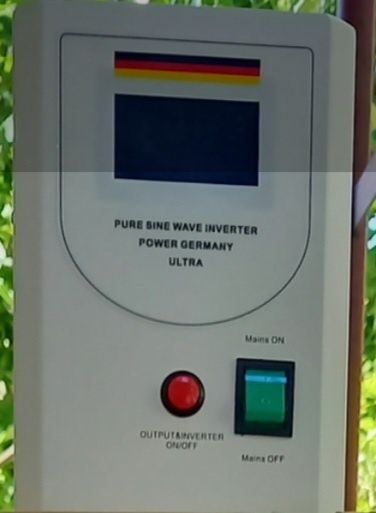 PURE SINE WAVE INVERTER
POWER GERMANY
ULTRA
Mains ON
OUTPUT&INVERTER
ON/OFF
Mains OFF